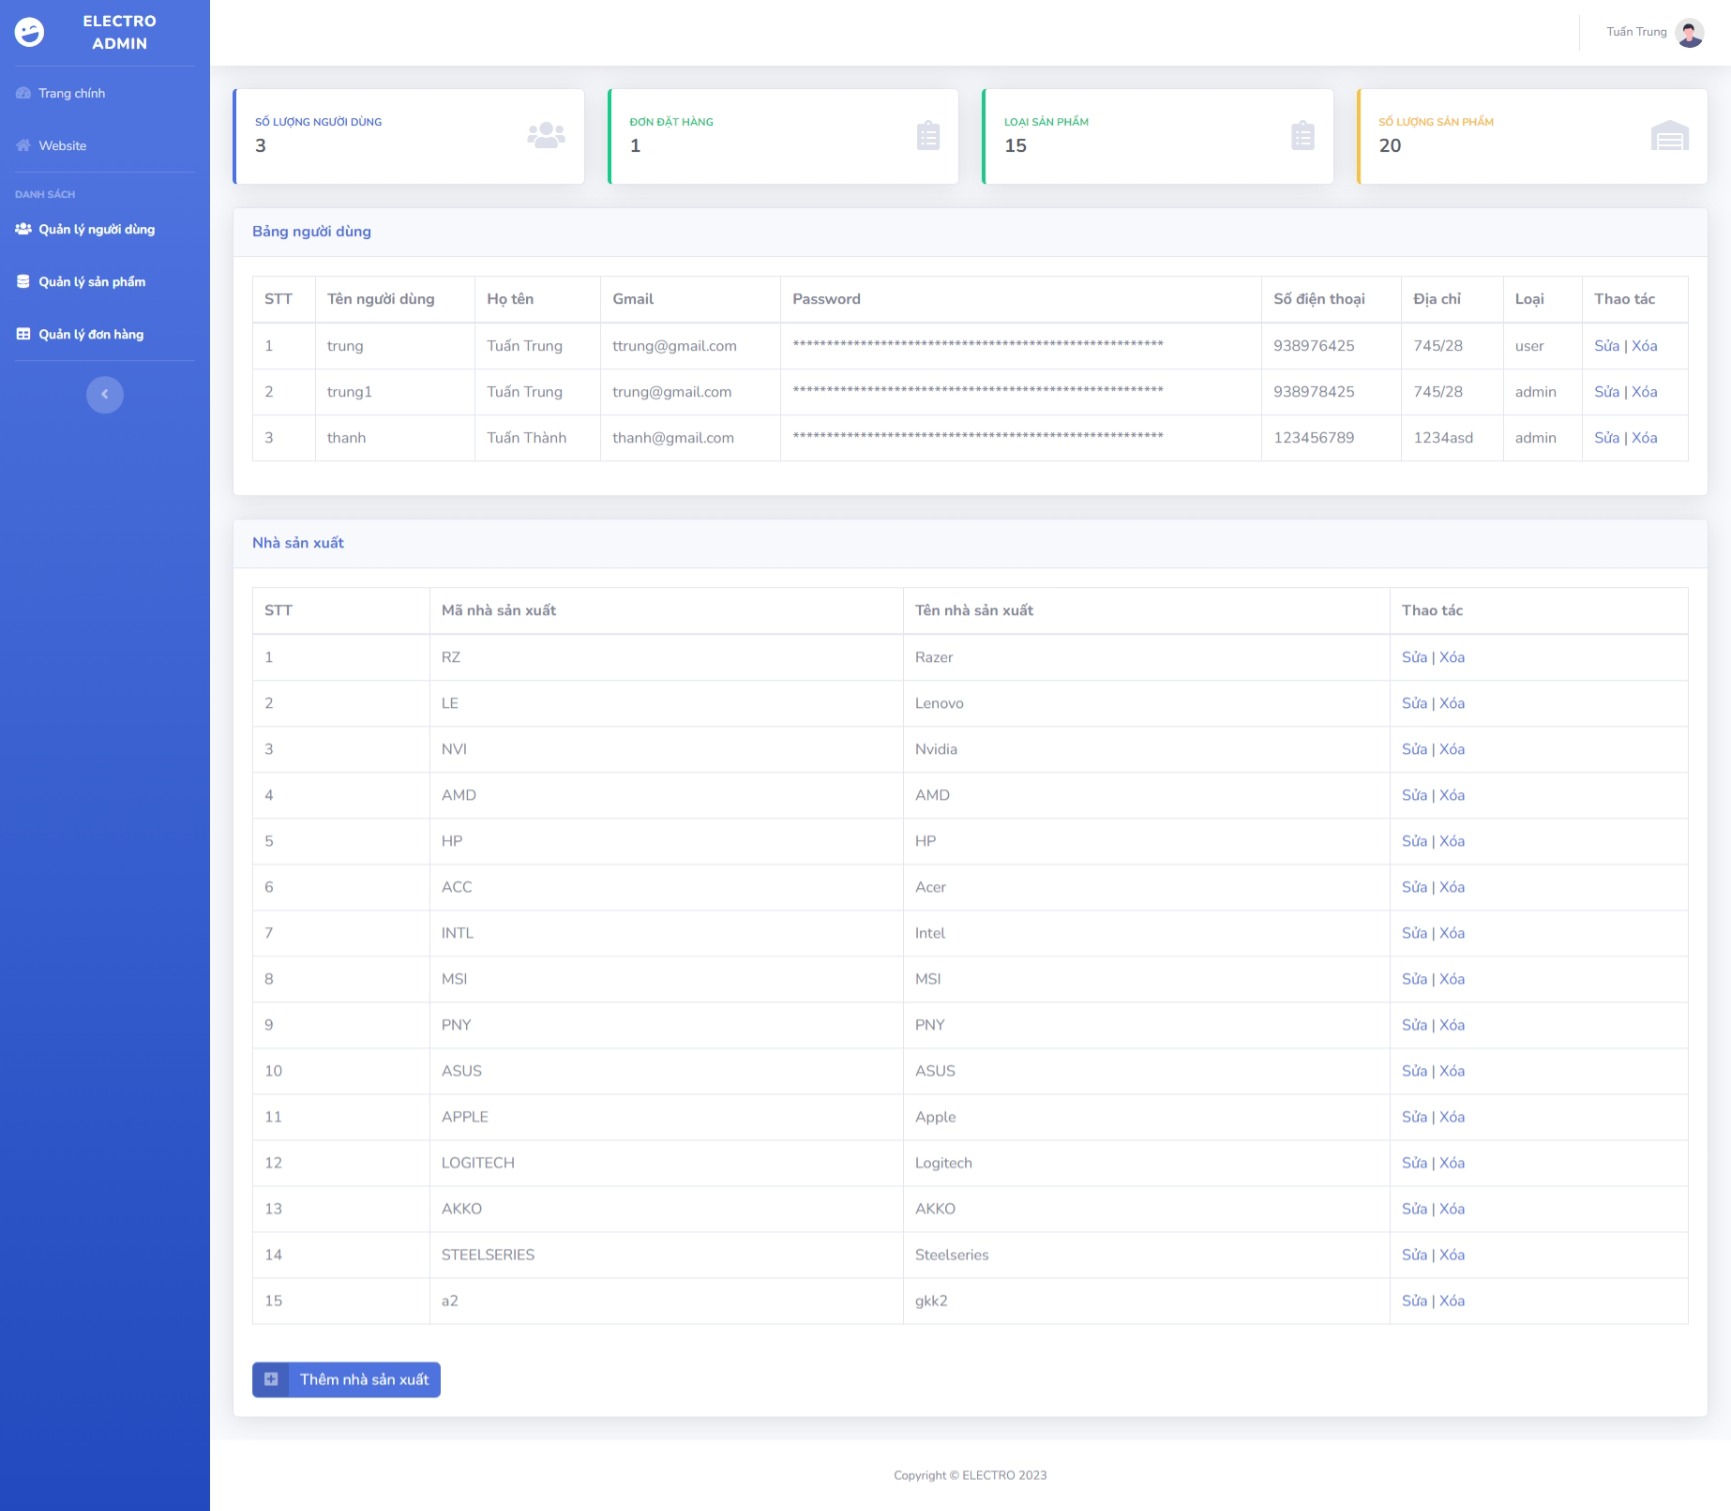 ELECTRO
ADMIN
Tuấn Trung
Trang chính
Website
DANH SÁCH
Quản lý người dùng
Quản lý sản phẩm
Quản lý đơn hàng
SỐ LƯỢNG NGƯỜI DÙNG
3
ĐƠN ĐẶT HÀNG
1
LOẠI SẢN PHẨM
15
SỐ LƯỢNG SẢN PHẨM
20
Bảng người dùng
STT Tên người dùng Họ tên Gmail Password Số điện thoại Địa chỉ Loại Thao tác
1 trung Tuấn Trung ttrung@gmail.com ******************************************************* 938976425 745/28 user Sửa | Xóa
2 trung1 Tuấn Trung trung@gmail.com ******************************************************* 938978425 745/28 admin Sửa | Xóa
3 thanh Tuấn Thành thanh@gmail.com ******************************************************* 123456789 1234asd admin Sửa | Xóa
Nhà sản xuất
STT Mã nhà sản xuất Tên nhà sản xuất Thao tác
1 RZ Razer Sửa | Xóa
2 LE Lenovo Sửa | Xóa
3 NVI Nvidia Sửa | Xóa
4 AMD AMD Sửa | Xóa
5 HP HP Sửa | Xóa
6 ACC Acer Sửa | Xóa
7 INTL Intel Sửa | Xóa
8 MSI MSI Sửa | Xóa
9 PNY PNY Sửa | Xóa
10 ASUS ASUS Sửa | Xóa
11 APPLE Apple Sửa | Xóa
12 LOGITECH Logitech Sửa | Xóa
13 AKKO AKKO Sửa | Xóa
14 STEELSERIES Steelseries Sửa | Xóa
15 a2 gkk2 Sửa | Xóa
Thêm nhà sản xuất
Copyright © ELECTRO 2023